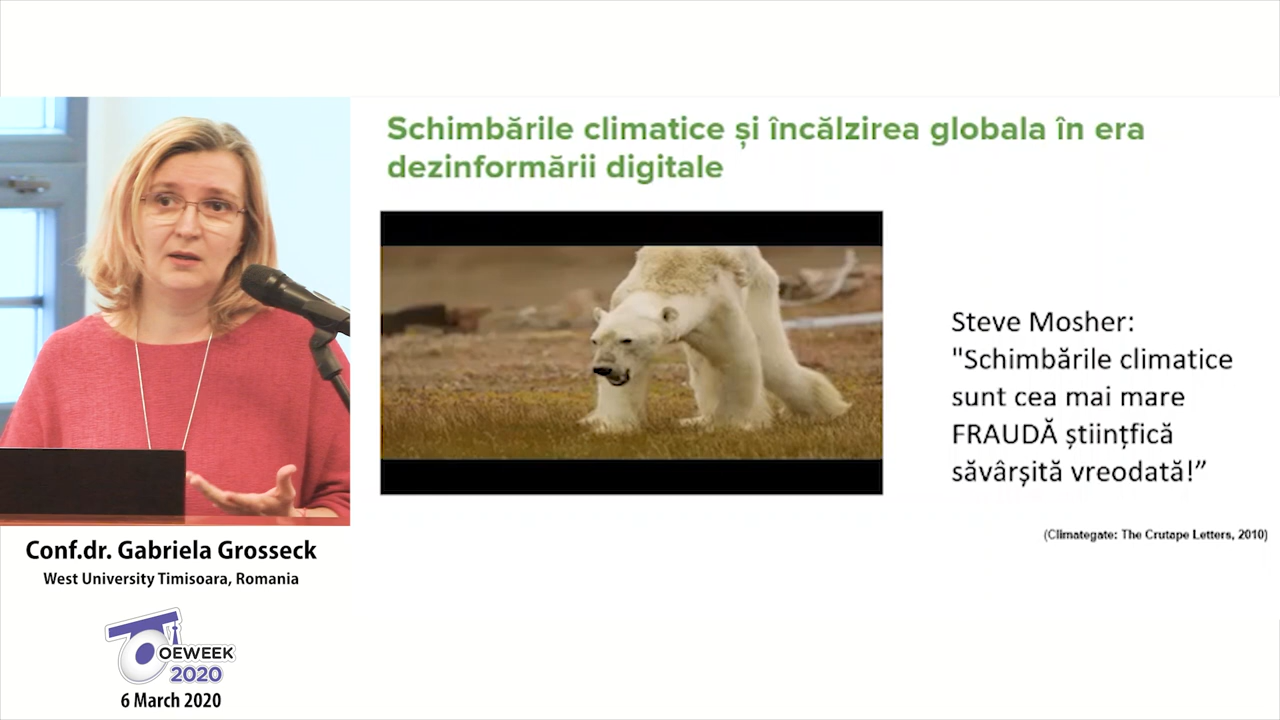 Schimbările climatice și încălzirea globala în era
dezinformării digitale
Steve Mosher:
"Schimbările climatice
sunt cea mai mare
FRAUDĂ științfică
săvârșită vreodată!”
(Climategate: The Crutape Letters, 2010)
Conf.dr. Gabriela Grosseck
West University Timisoara, Romania
OEWEEK
2020
6 March 2020